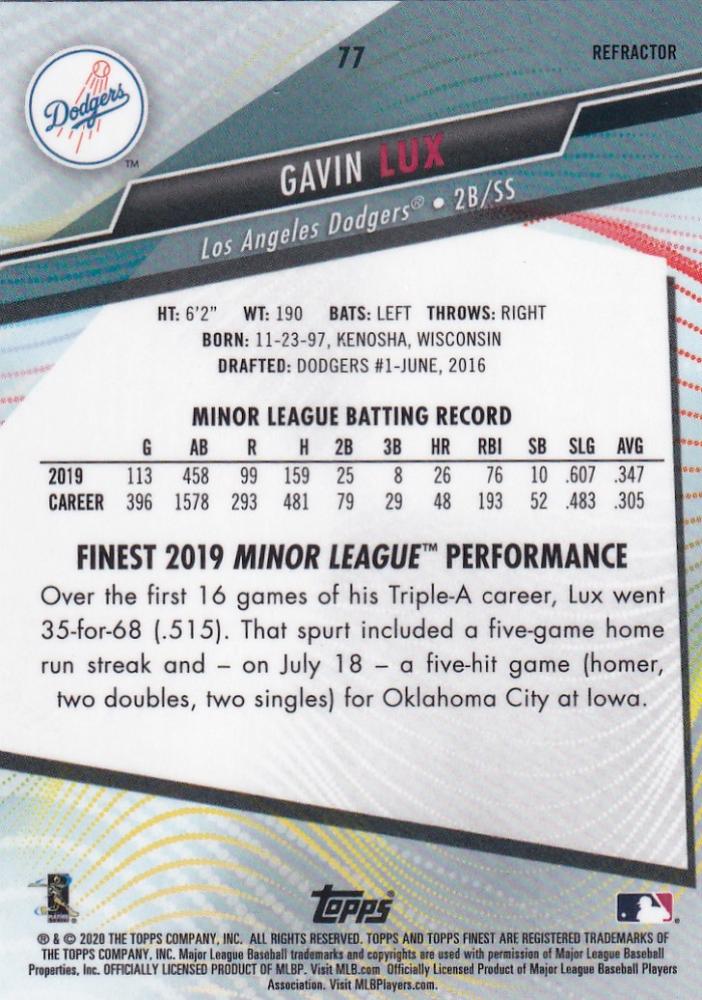 77
REFRACTOR
Dodgers
TM
GAVIN LUX
Los Angeles Dodgers® • 2B/SS
HT: 6'2" WT: 190 BATS: LEFT THROWS: RIGHT
BORN: 11-23-97, KENOSHA, WISCONSIN
DRAFTED: DODGERS #1-JUNE, 2016
MINOR LEAGUE BATTING RECORD
G AB R H 2B 3B HR RBI SB SLG AVG
2019 113 458 99 159 25 8 26 76 10 .607 .347
CAREER 396 1578 293 481 79 29 48 193 52 .483 .305
FINEST 2019 MINOR LEAGUE™ PERFORMANCE
Over the first 16 games of his Triple-A career, Lux went
35-for-68 (.515). That spurt included a five-game home
run streak and – on July 18 – a five-hit game (homer,
two doubles, two singles) for Oklahoma City at Iowa.
Topps
® & © 2020 THE TOPPS COMPANY, INC. ALL RIGHTS RESERVED. TOPPS AND TOPPS FINEST ARE REGISTERED TRADEMARKS OF
THE TOPPS COMPANY, INC. Major League Baseball trademarks and copyrights are used with permission of Major League Baseball
Properties, Inc. OFFICIALLY LICENSED PRODUCT OF MLBP. Visit MLB.com Officially Licensed Product of Major League Baseball Players
Association. Visit MLBPlayers.com.